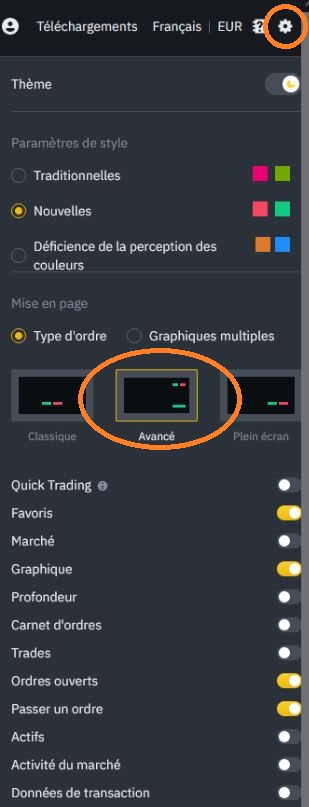 Téléchargements Français | EUR
Thème
Paramètres de style
Traditionnelles
Nouvelles
Déficience de la perception des
couleurs
Mise en page
Type d'ordre Graphiques multiples
Classique Avancé Plein écran
Quick Trading
Favoris
Marché
Graphique
Profondeur
Carnet d'ordres
Trades
Ordres ouverts
Passer un ordre
Actifs
Activité du marché
Données de transaction